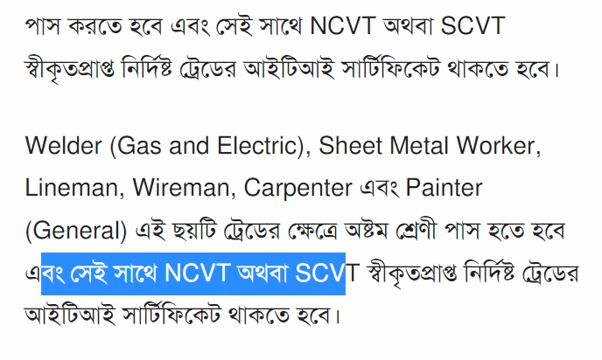 পাস করতে হবে এবং সেই সাথে NCVT অথবা SCVT
স্বীকৃতপ্রাপ্ত নির্দিষ্ট ট্রেডের আইটিআই সার্টিফিকেট থাকতে হবে।
Welder (Gas and Electric), Sheet Metal Worker,
Lineman, Wireman, Carpenter এবং Painter
(General) এই ছয়টি ট্রেডের ক্ষেত্রে অষ্টম শ্রেণী পাস হতে হবে
এবং সেই সাথে NCVT অথবা SCVT স্বীকৃতপ্রাপ্ত নির্দিষ্ট ট্রেডের
আইটিআই সার্টিফিকেট থাকতে হবে।